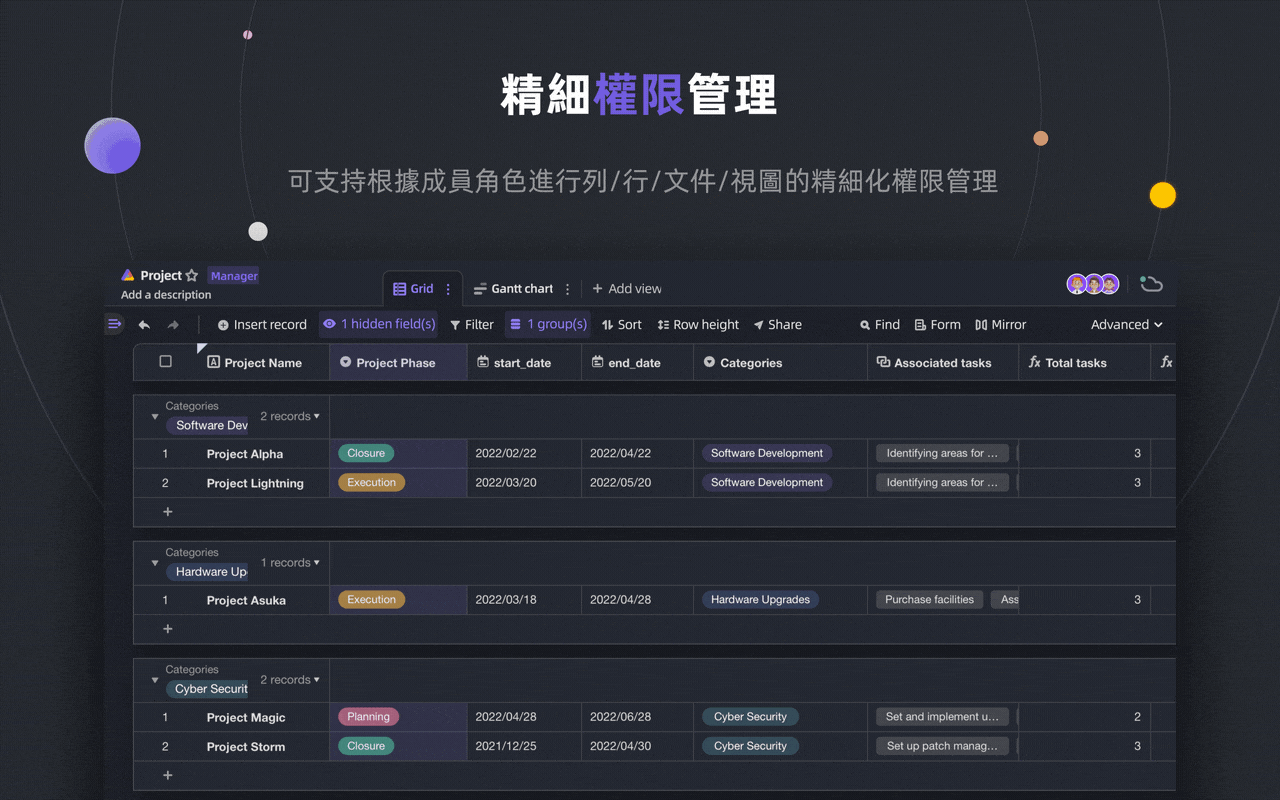 精細權限管理
可支持根據成員角色進行列/行/文件/視圖的精細化權限管理
Project Manager
Add a description
Grid Gantt chart + Add view
Insert record 1 hidden field(s) Filter 1 group(s) Sort Row height Share Find Form Mirror Advanced
Project Name Project Phase start_date end_date Categories Associated tasks fx Total tasks fx
Categories
Software Dev 2 records
1 Project Alpha Closure 2022/02/22 2022/04/22 Software Development Identifying areas for ... 3
2 Project Lightning Execution 2022/03/20 2022/05/20 Software Development Identifying areas for ... 3
+
Categories
Hardware Up 1 records
1 Project Asuka Execution 2022/03/18 2022/04/28 Hardware Upgrades Purchase facilities Ass 3
+
Categories
Cyber Securit 2 records
1 Project Magic Planning 2022/04/28 2022/06/28 Cyber Security Set and implement u... 2
2 Project Storm Closure 2021/12/25 2022/04/30 Cyber Security Set up patch manag... 3
+